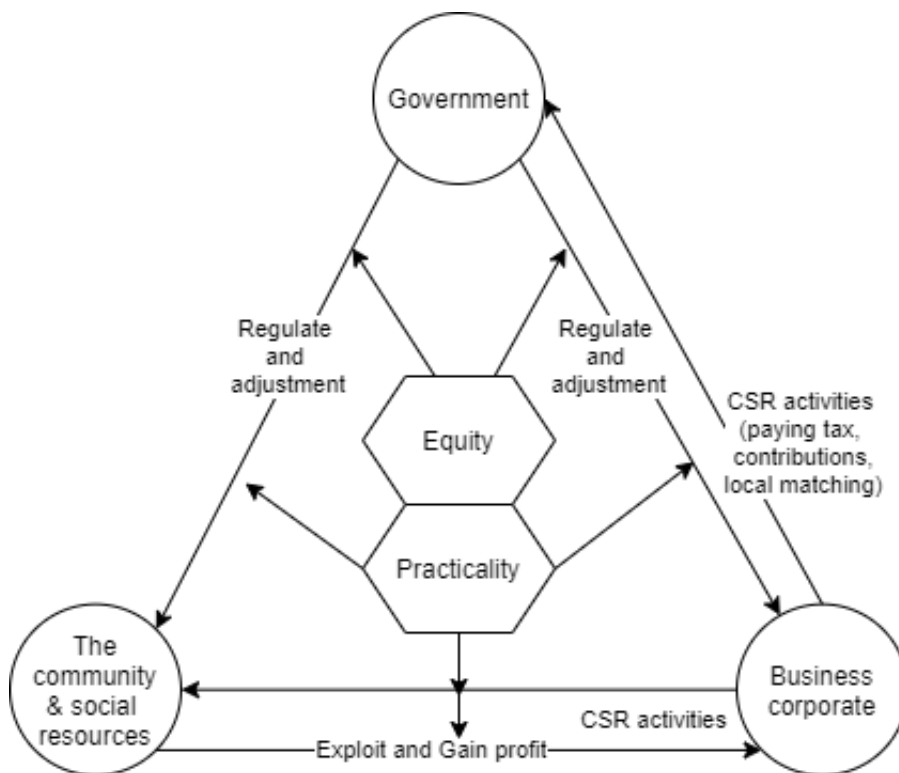 Government
Regulate
and
adjustment
Regulate
and
adjustment
CSR activities
(paying tax,
contributions,
local matching)
Equity
Practicality
The
community
& social
resources
Business
corporate
CSR activities
Exploit and Gain profit